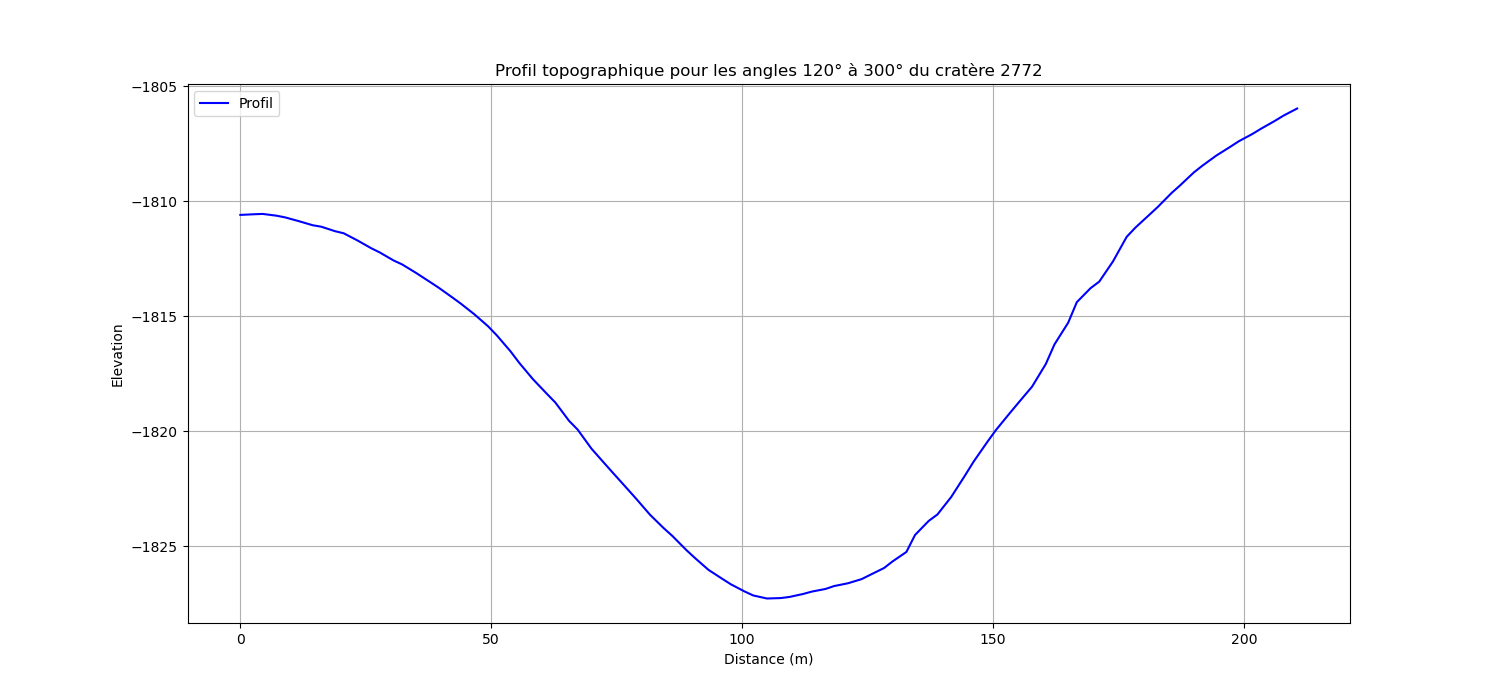 Profil topographique pour les angles 120° à 300° du cratère 2772
Profil
Elevation
−1805
−1810
−1815
−1820
−1825
0 50 100 150 200
Distance (m)